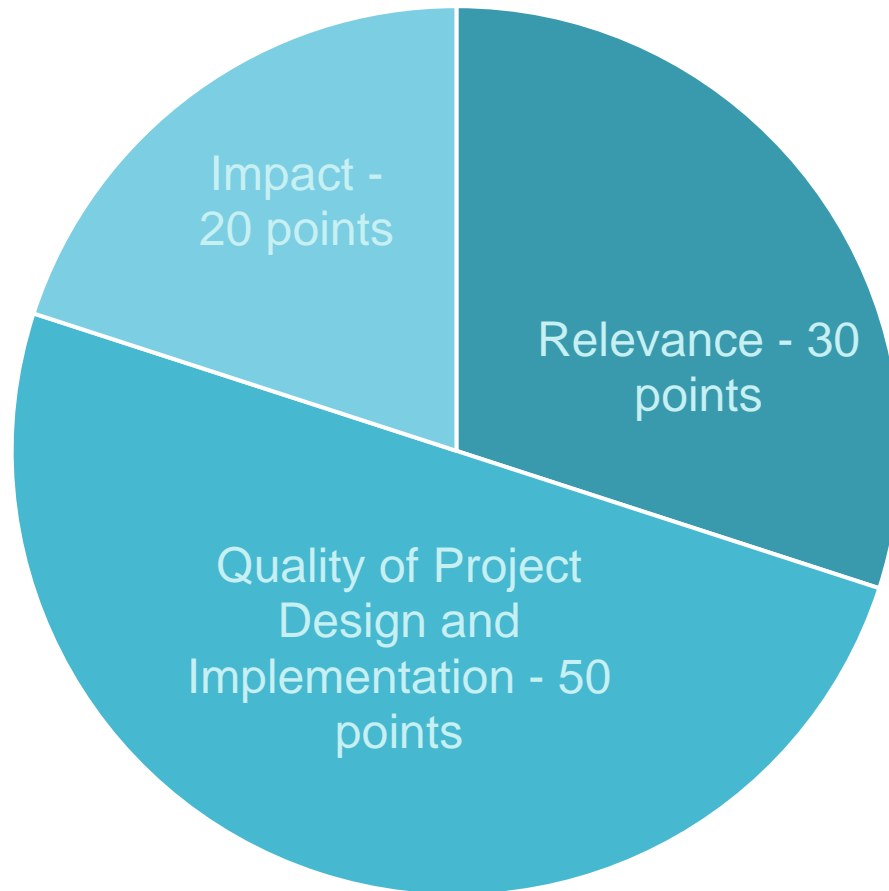 Impact -
20 points
Relevance - 30
points
Quality of Project
Design and
Implementation - 50
points